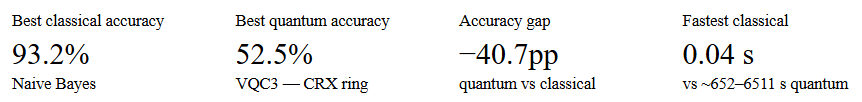 Best classical accuracy
93.2%
Naive Bayes
Best quantum accuracy
52.5%
VQC3 — CRX ring
Accuracy gap
−40.7pp
quantum vs classical
Fastest classical
0.04 s
vs ~652–6511 s quantum